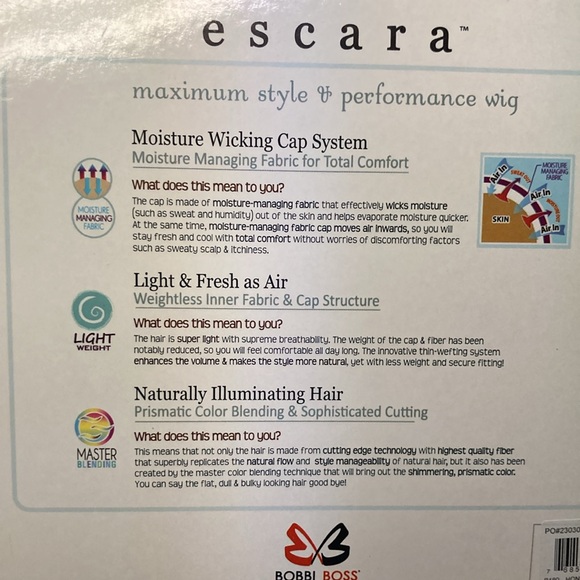 escara™
maximum style & performance wig
Moisture Wicking Cap System
Moisture Managing Fabric for Total Comfort
What does this mean to you?
The cap is made of moisture-managing fabric that effectively wicks moisture
(such as sweat and humidity) out of the skin and helps evaporate moisture quicker.
At the same time, moisture-managing fabric cap moves air inwards, so you will
stay fresh and cool with total comfort without worries of discomforting factors
such as sweaty scalp & itchiness.
MOISTURE
MANAGING
FABRIC
Air In
SWEAT OUT
MOISTURE
MANAGING
FABRIC
Air In
SKIN
Air In
Light & Fresh as Air
Weightless Inner Fabric & Cap Structure
What does this mean to you?
The hair is super light with supreme breathability. The weight of the cap & fiber has been
notably reduced, so you will feel comfortable all day long. The innovative thin-wefting system
enhances the volume & makes the style more natural, yet with less weight and secure fitting!
LIGHT
WEIGHT
Naturally Illuminating Hair
Prismatic Color Blending & Sophisticated Cutting
What does this mean to you?
This means that not only the hair is made from cutting edge technology with highest quality fiber
that superbly replicates the natural flow and style manageability of natural hair, but it also has been
created by the master color blending technique that will bring out the shimmering, prismatic color.
You can say the flat, dull & bulky looking hair good bye!
MASTER
BLENDING
BOBBI BOSS
PO#23030